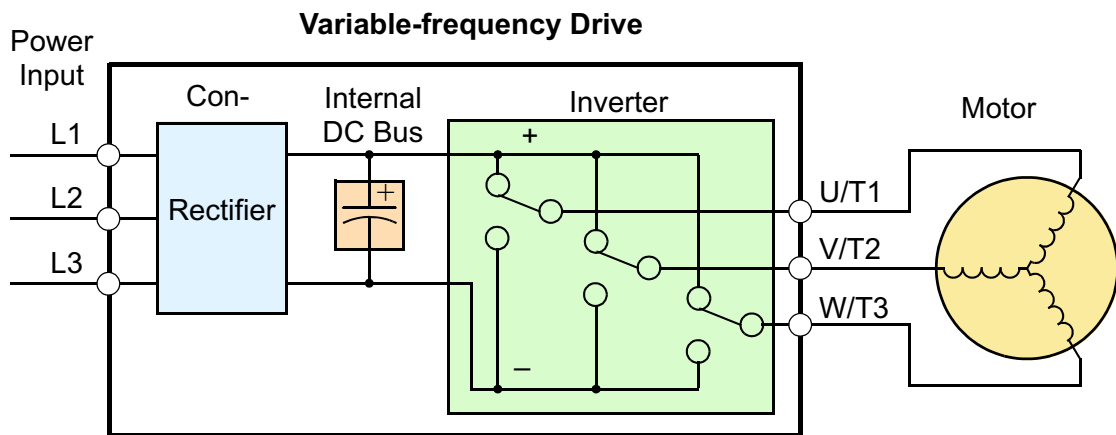 Variable-frequency Drive
Power
Input
Con-
Internal
DC Bus
Inverter
Motor
L1
L2
L3
Rectifier
+
+
–
U/T1
V/T2
W/T3